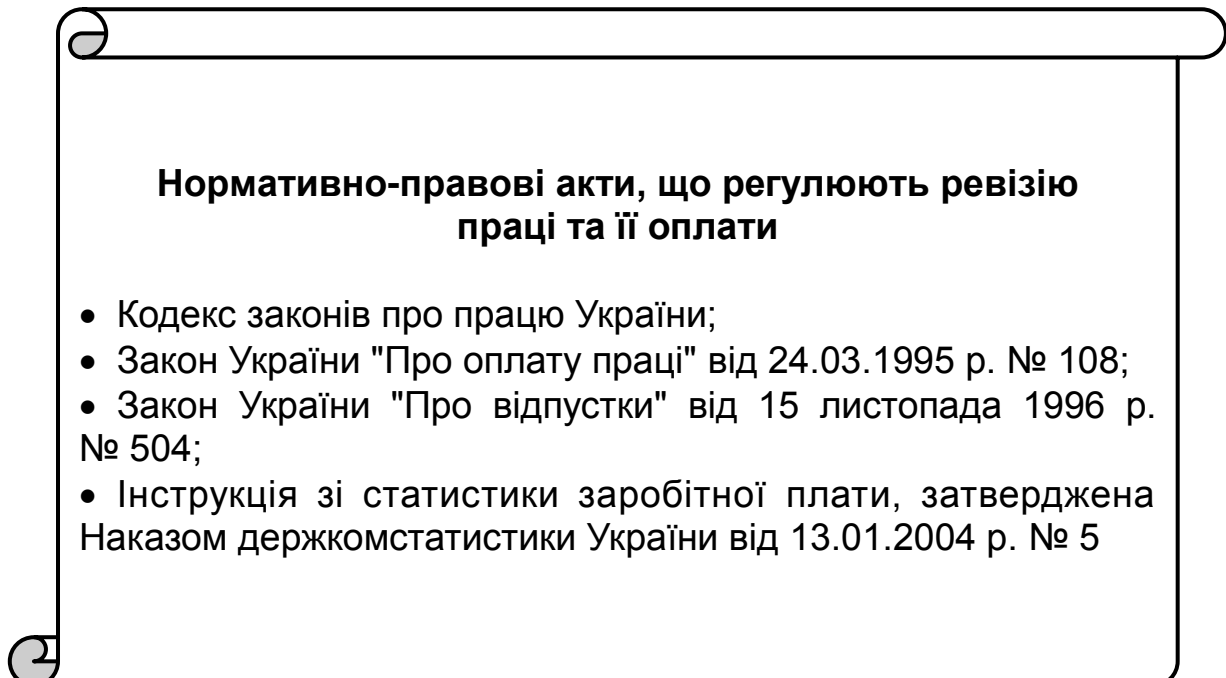 Нормативно-правові акти, що регулюють ревізію
праці та її оплати
• Кодекс законів про працю України;
• Закон України "Про оплату праці" від 24.03.1995 р. № 108;
• Закон України "Про відпустки" від 15 листопада 1996 р.
№ 504;
• Інструкція зі статистики заробітної плати, затверджена
Наказом держкомстатистики України від 13.01.2004 р. № 5